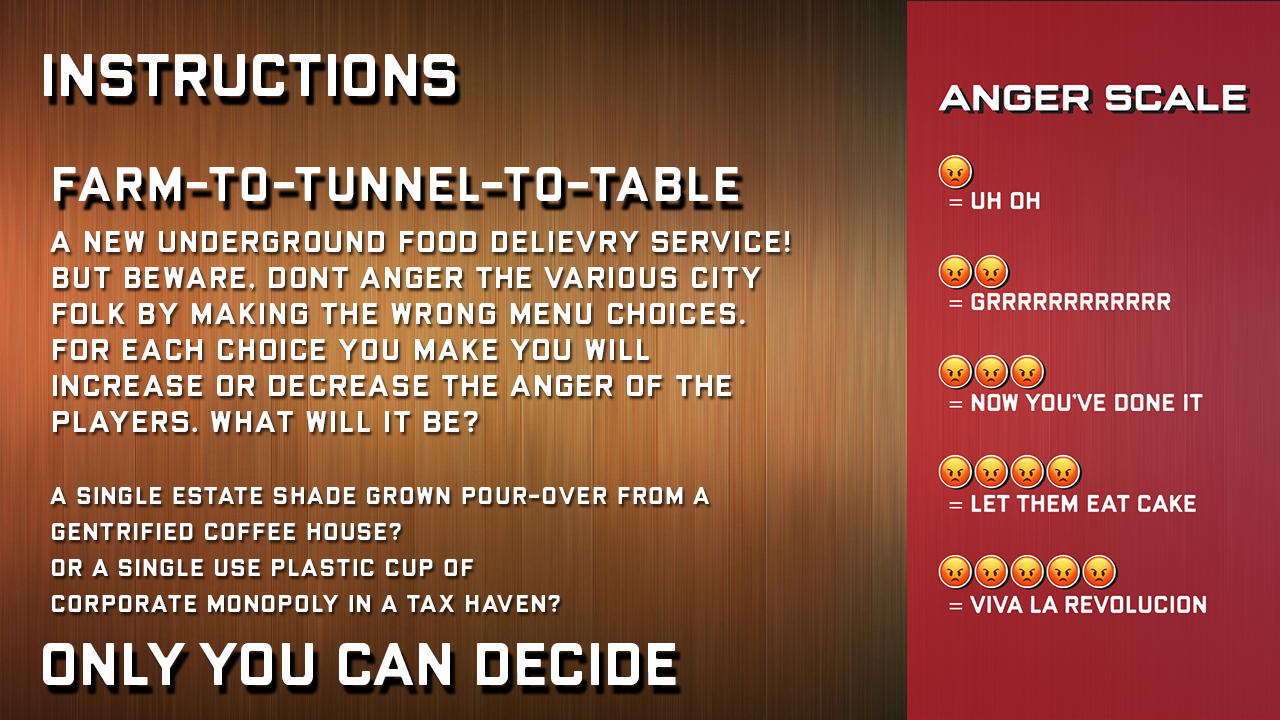 INSTRUCTIONS
FARM-TO-TUNNEL-TO-TABLE
A NEW UNDERGROUND FOOD DELIEVRY SERVICE!
BUT BEWARE, DONT ANGER THE VARIOUS CITY
FOLK BY MAKING THE WRONG MENU CHOICES.
FOR EACH CHOICE YOU MAKE YOU WILL
INCREASE OR DECREASE THE ANGER OF THE
PLAYERS. WHAT WILL IT BE?
A SINGLE ESTATE SHADE GROWN POUR-OVER FROM A
GENTRIFIED COFFEE HOUSE?
OR A SINGLE USE PLASTIC CUP OF
CORPORATE MONOPOLY IN A TAX HAVEN?
ONLY YOU CAN DECIDE
ANGER SCALE
😡
= UH OH
😡😡
= GRRRRRRRRRRRR
😡😡😡
= NOW YOU'VE DONE IT
😡😡😡😡
= LET THEM EAT CAKE
😡😡😡😡😡
= VIVA LA REVOLUCION